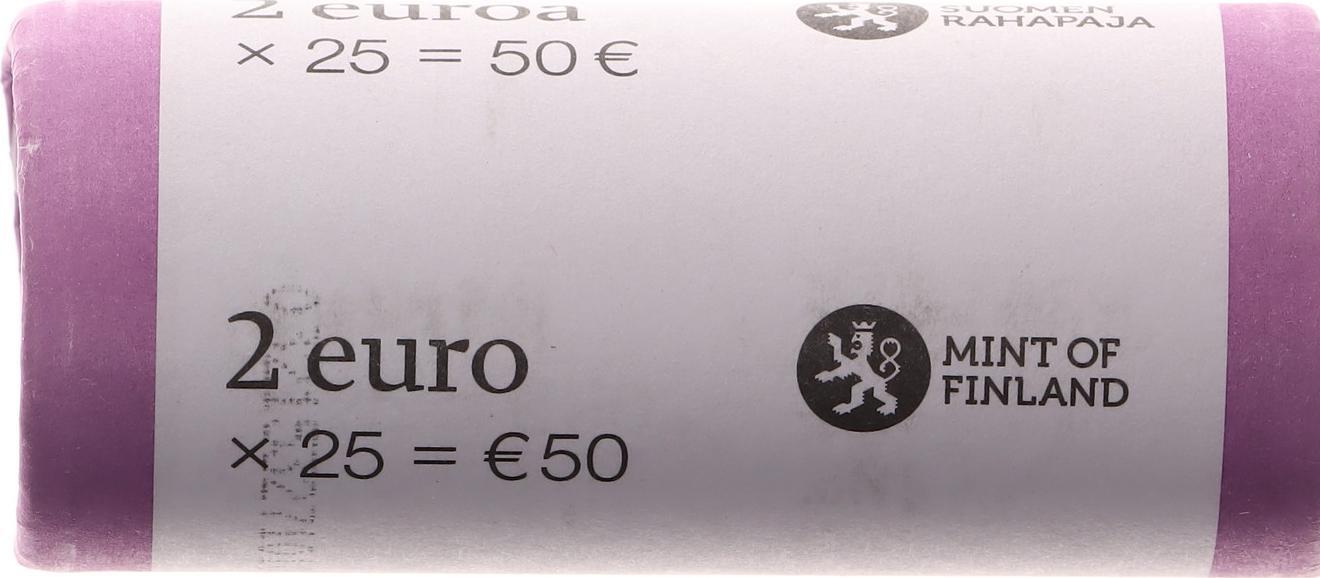 2 euroa
× 25 = 50 €
SUOMEN
RAHAPAJA
2 euro
× 25 = €50
MINT OF
FINLAND